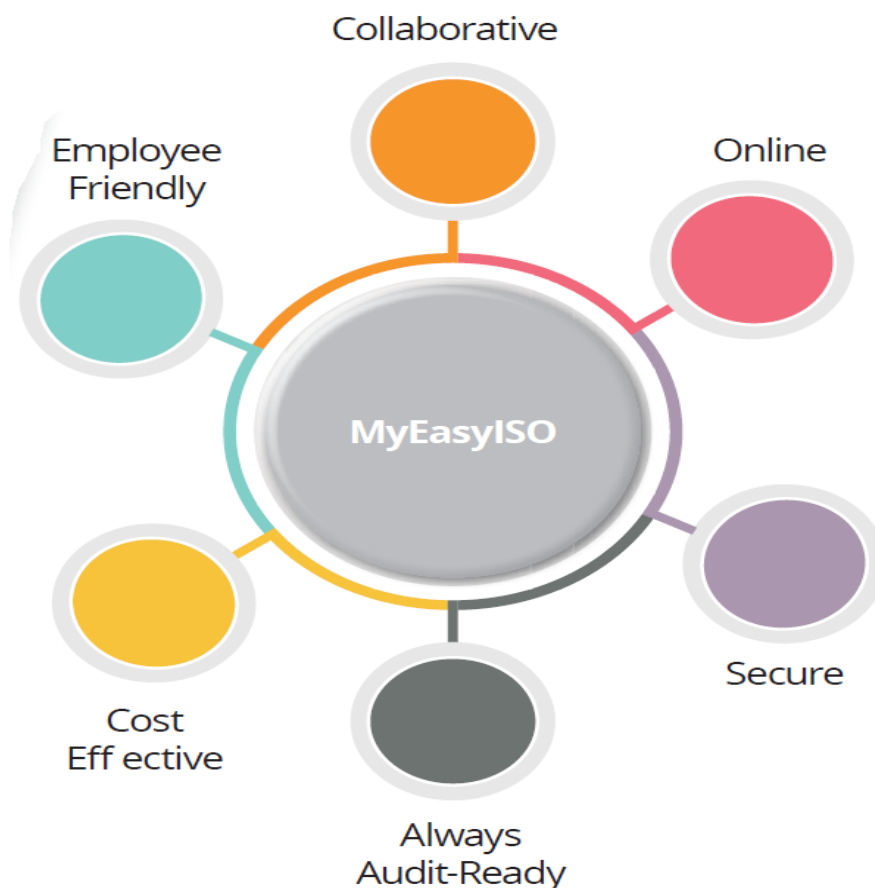 Collaborative
Employee
Friendly
Online
MyEasyISO
Secure
Cost
Eff ective
Always
Audit-Ready